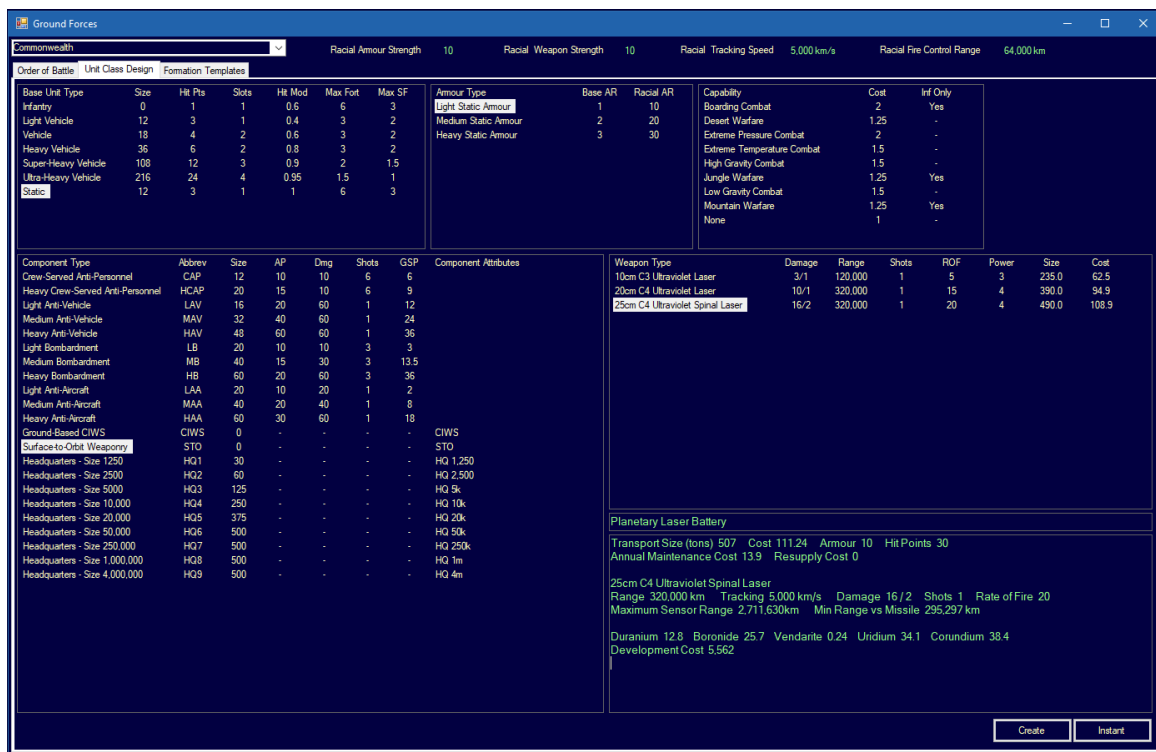 Ground Forces
Commonwealth Racial Armour Strength 10 Racial Weapon Strength 10 Racial Tracking Speed 5,000 km/s Racial Fire Control Range 64,000 km
Order of Battle Unit Class Design Formation Templates
Base Unit Type Size Hit Pts Slots Hit Mod Max Fort Max SF
Infantry 0 1 1 0.6 6 3
Light Vehicle 12 3 1 0.4 3 2
Vehicle 18 4 2 0.6 3 2
Heavy Vehicle 36 6 2 0.8 3 2
Super-Heavy Vehicle 108 12 3 0.9 2 1.5
Ultra-Heavy Vehicle 216 24 4 0.95 1.5 1
Static 12 3 1 1 6 3
Armour Type Base AR Racial AR
Light Static Armour 1 10
Medium Static Armour 2 20
Heavy Static Armour 3 30
Capability Cost Inf Only
Boarding Combat 2 Yes
Desert Warfare 1.25 -
Extreme Pressure Combat 2 -
Extreme Temperature Combat 1.5 -
High Gravity Combat 1.5 -
Jungle Warfare 1.25 Yes
Low Gravity Combat 1.5 -
Mountain Warfare 1.25 Yes
None 1 -
Component Type Abbrev Size AP Dmg Shots GSP Component Attributes
Crew-Served Anti-Personnel CAP 12 10 10 6 6
Heavy Crew-Served Anti-Personnel HCAP 20 15 10 6 9
Light Anti-Vehicle LAV 16 20 60 1 12
Medium Anti-Vehicle MAV 32 40 60 1 24
Heavy Anti-Vehicle HAV 48 60 60 1 36
Light Bombardment LB 20 10 10 3 3
Medium Bombardment MB 40 15 30 3 13.5
Heavy Bombardment HB 60 20 60 3 36
Light Anti-Aircraft LAA 20 10 20 1 2
Medium Anti-Aircraft MAA 40 20 40 1 8
Heavy Anti-Aircraft HAA 60 30 60 1 18
Ground-Based CIWS CIWS 0 - - - - CIWS
Surface-to-Orbit Weaponry STO 0 - - - - STO
Headquarters - Size 1250 HQ1 30 - - - - HQ 1,250
Headquarters - Size 2500 HQ2 60 - - - - HQ 2,500
Headquarters - Size 5000 HQ3 125 - - - - HQ 5k
Headquarters - Size 10,000 HQ4 250 - - - - HQ 10k
Headquarters - Size 20,000 HQ5 375 - - - - HQ 20k
Headquarters - Size 50,000 HQ6 500 - - - - HQ 50k
Headquarters - Size 250,000 HQ7 500 - - - - HQ 250k
Headquarters - Size 1,000,000 HQ8 500 - - - - HQ 1m
Headquarters - Size 4,000,000 HQ9 500 - - - - HQ 4m
Weapon Type Damage Range Shots ROF Power Size Cost
10cm C3 Ultraviolet Laser 3/1 120,000 1 5 3 235.0 62.5
20cm C4 Ultraviolet Laser 10/1 320,000 1 15 4 390.0 94.9
25cm C4 Ultraviolet Spinal Laser 16/2 320,000 1 20 4 490.0 108.9
Planetary Laser Battery
Transport Size (tons) 507 Cost 111.24 Armour 10 Hit Points 30
Annual Maintenance Cost 13.9 Resupply Cost 0
25cm C4 Ultraviolet Spinal Laser
Range 320,000 km Tracking 5,000 km/s Damage 16 / 2 Shots 1 Rate of Fire 20
Maximum Sensor Range 2,711,630km Min Range vs Missile 295,297 km
Duranium 12.8 Boronide 25.7 Vendarite 0.24 Uridium 34.1 Corundium 38.4
Development Cost 5,562
Create Instant